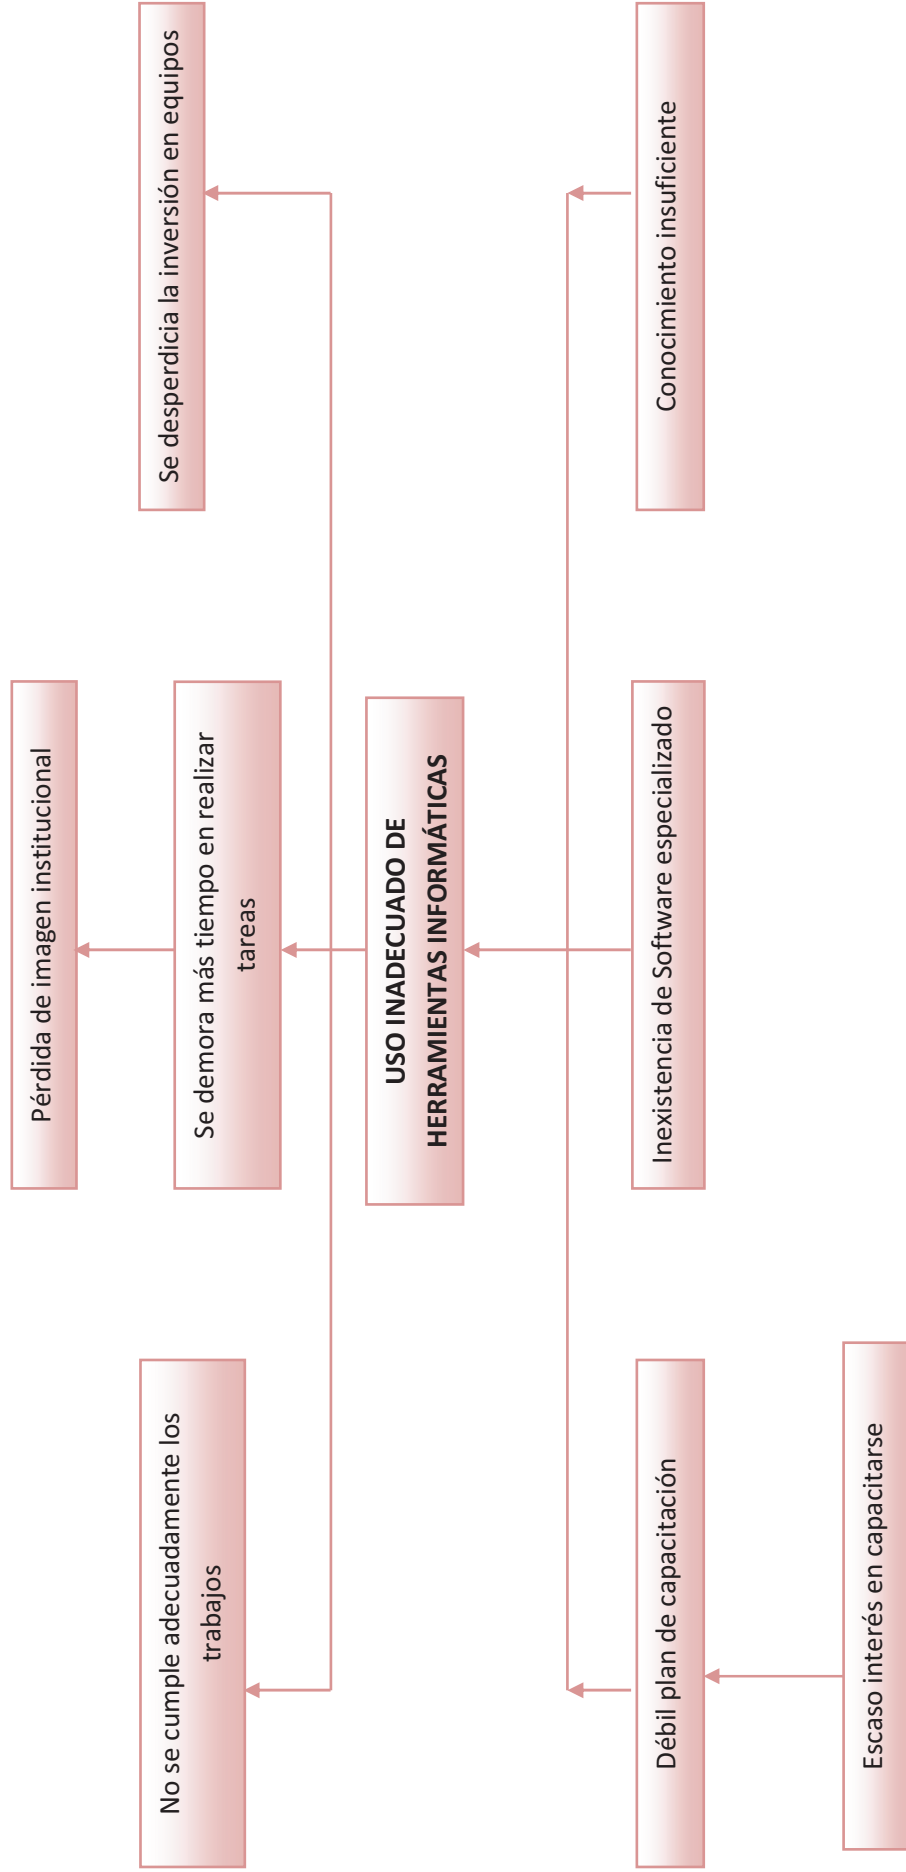 Pérdida de imagen institucional
No se cumple adecuadamente los
trabajos
Se demora más tiempo en realizar
tareas
Se desperdicia la inversión en equipos
USO INADECUADO DE
HERRAMIENTAS INFORMÁTICAS
Débil plan de capacitación
Inexistencia de Software especializado
Conocimiento insuficiente
Escaso interés en capacitarse